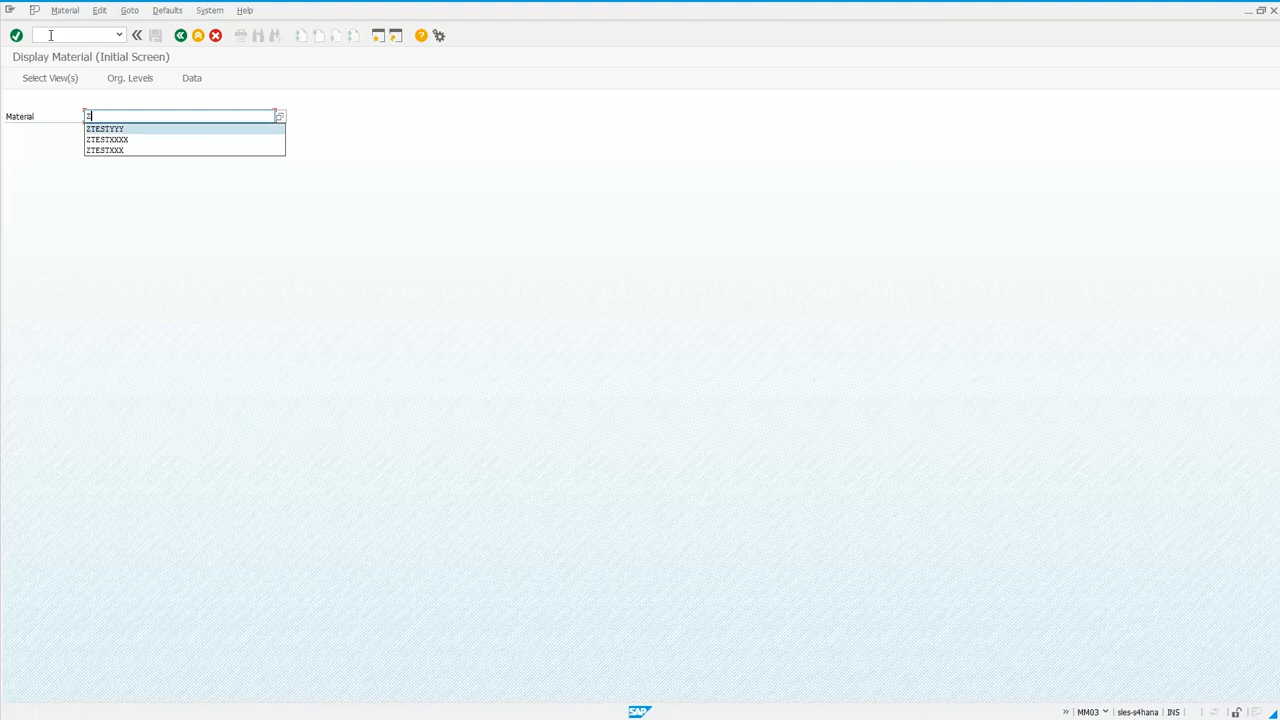 Material Edit Goto Defaults System Help
Display Material (Initial Screen)
Select View(s) Org. Levels Data
Material Z
ZTESTYYY
ZTESTXXXX
ZTESTXXX
SAP » MM03 sles-s4hana INS